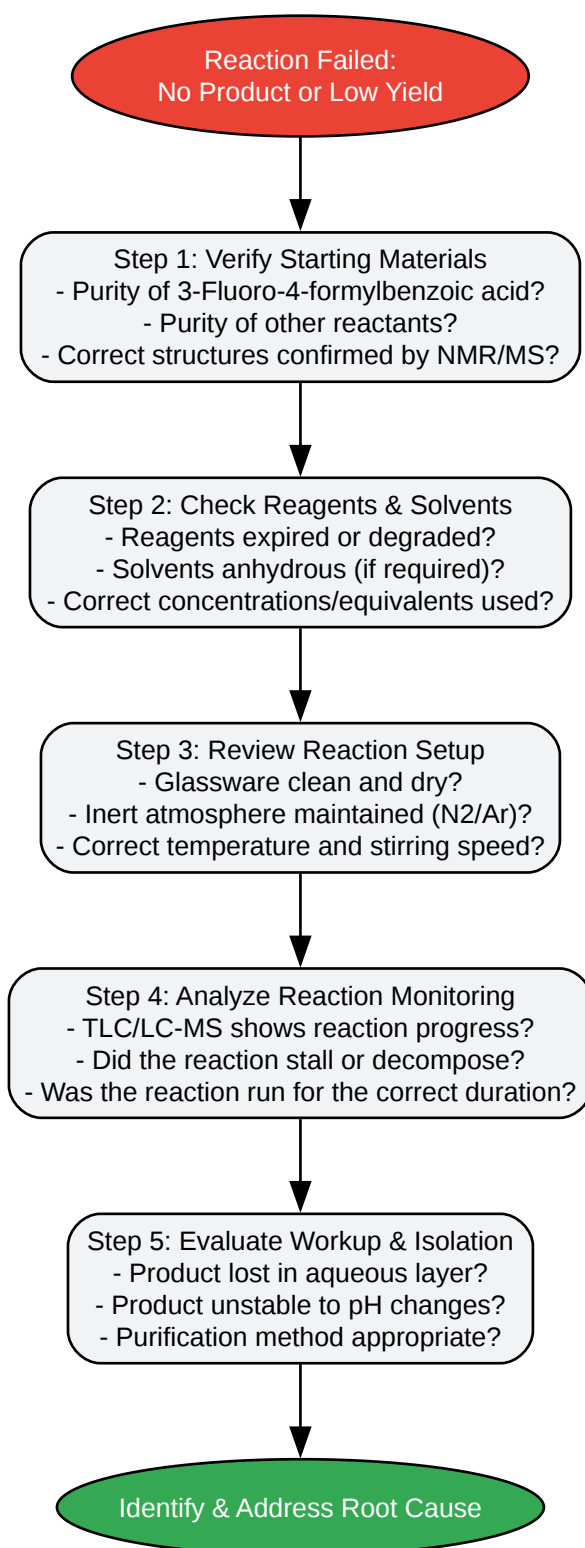 Reaction Failed:
No Product or Low Yield
Step 1: Verify Starting Materials
- Purity of 3-Fluoro-4-formylbenzoic acid?
- Purity of other reactants?
- Correct structures confirmed by NMR/MS?
Step 2: Check Reagents & Solvents
- Reagents expired or degraded?
- Solvents anhydrous (if required)?
- Correct concentrations/equivalents used?
Step 3: Review Reaction Setup
- Glassware clean and dry?
- Inert atmosphere maintained (N2/Ar)?
- Correct temperature and stirring speed?
Step 4: Analyze Reaction Monitoring
- TLC/LC-MS shows reaction progress?
- Did the reaction stall or decompose?
- Was the reaction run for the correct duration?
Step 5: Evaluate Workup & Isolation
- Product lost in aqueous layer?
- Product unstable to pH changes?
- Purification method appropriate?
Identify & Address Root Cause